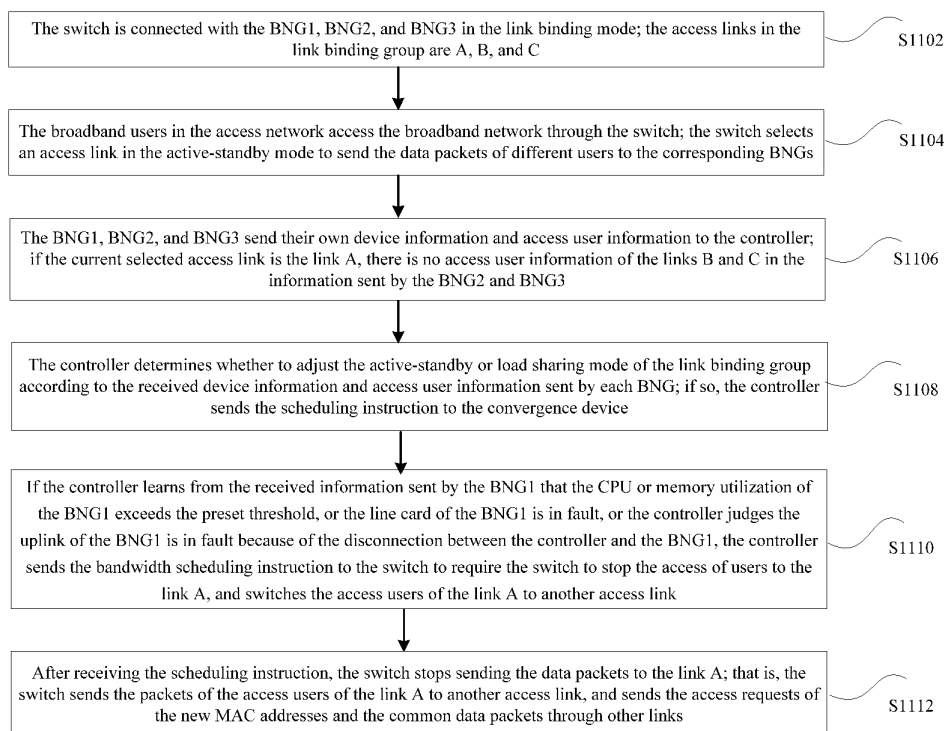 The switch is connected with the BNG1, BNG2, and BNG3 in the link binding mode; the access links in the
link binding group are A, B, and C
S1102
The broadband users in the access network access the broadband network through the switch; the switch selects
an access link in the active-standby mode to send the data packets of different users to the corresponding BNGs
S1104
The BNG1, BNG2, and BNG3 send their own device information and access user information to the controller;
if the current selected access link is the link A, there is no access user information of the links B and C in the
information sent by the BNG2 and BNG3
S1106
The controller determines whether to adjust the active-standby or load sharing mode of the link binding group
according to the received device information and access user information sent by each BNG; if so, the controller
sends the scheduling instruction to the convergence device
S1108
If the controller learns from the received information sent by the BNG1 that the CPU or memory utilization of
the BNG1 exceeds the preset threshold, or the line card of the BNG1 is in fault, or the controller judges the
uplink of the BNG1 is in fault because of the disconnection between the controller and the BNG1, the controller
sends the bandwidth scheduling instruction to the switch to require the switch to stop the access of users to the
link A, and switches the access users of the link A to another access link
S1110
After receiving the scheduling instruction, the switch stops sending the data packets to the link A; that is, the
switch sends the packets of the access users of the link A to another access link, and sends the access requests of
the new MAC addresses and the common data packets through other links
S1112